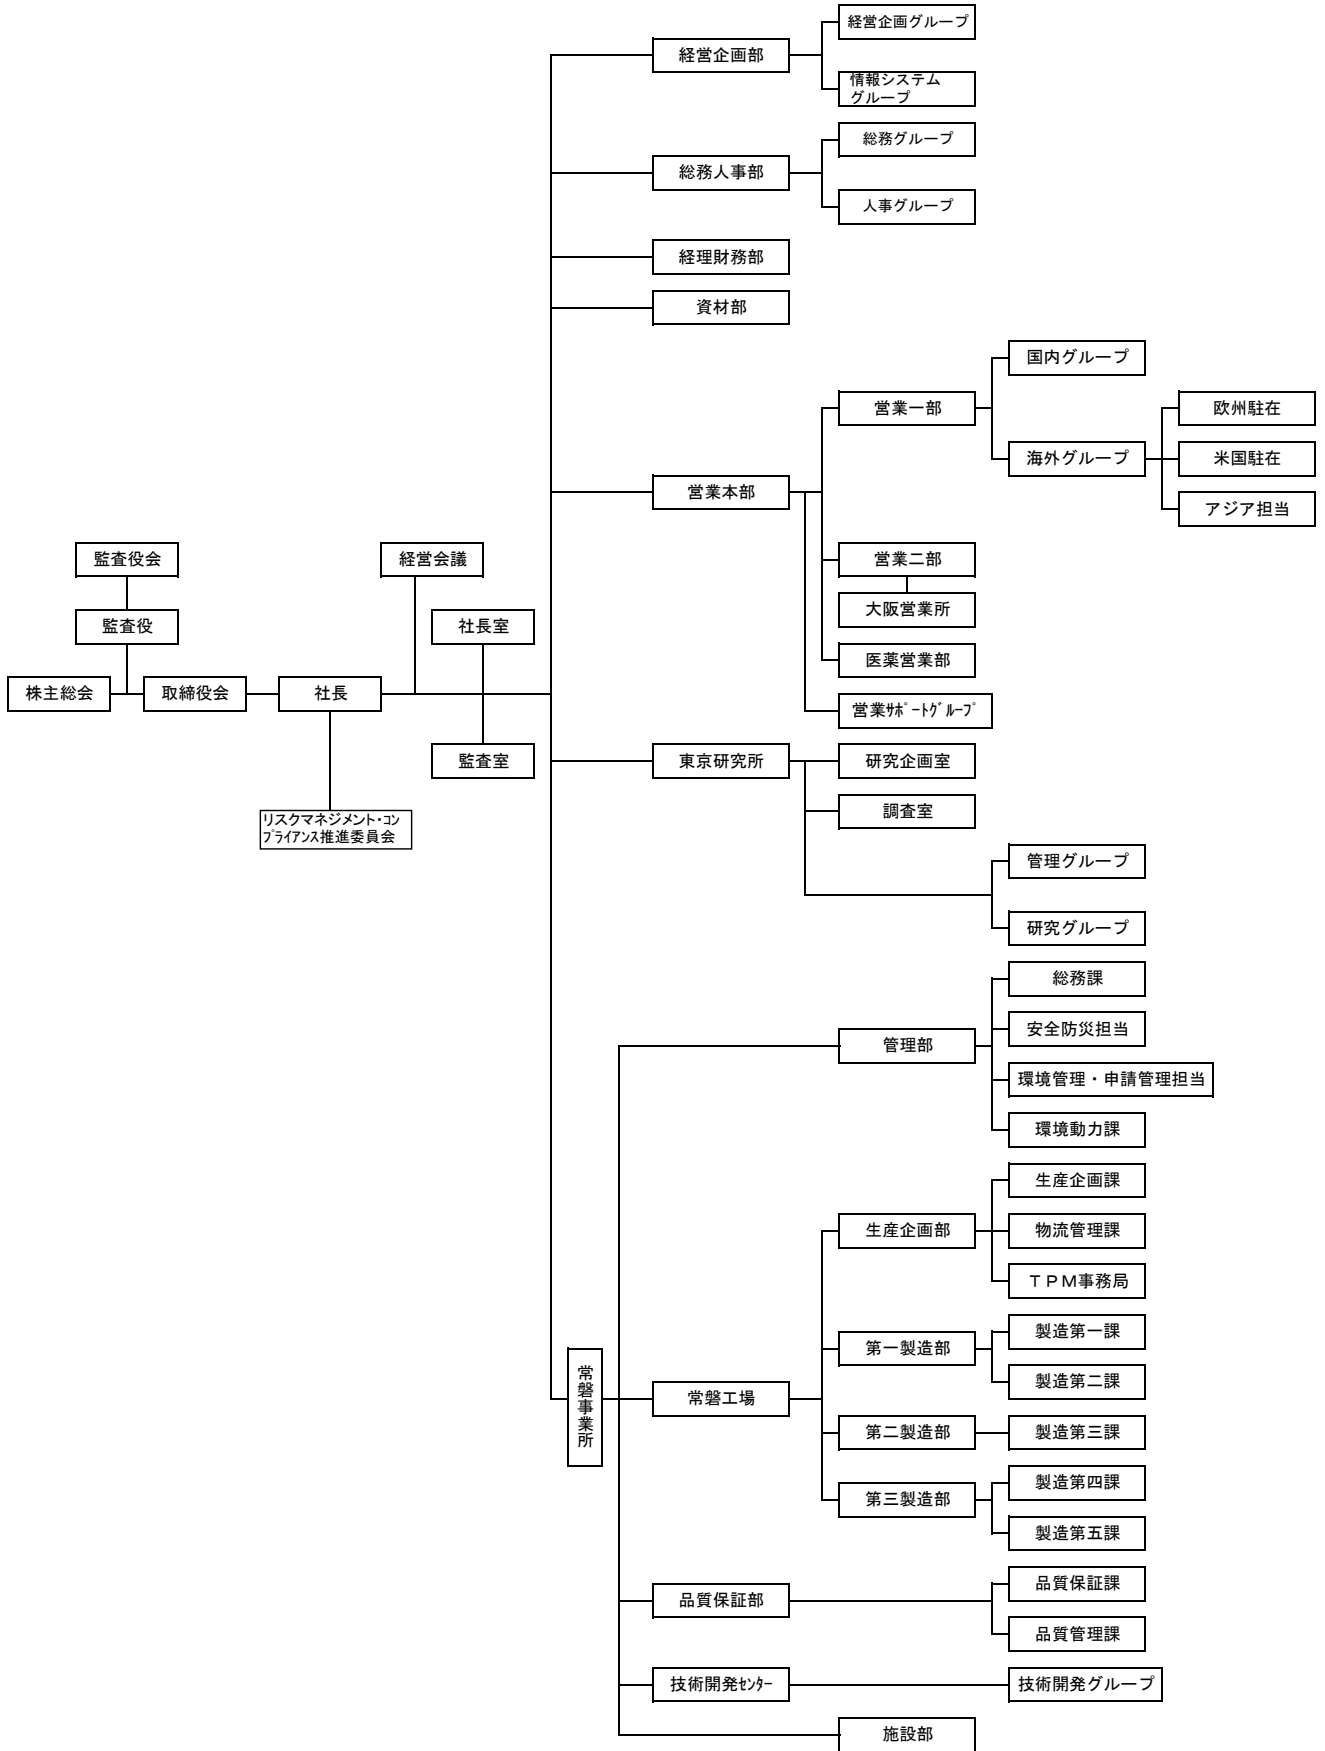 経営企画グループ
経営企画部
情報システム
グループ
総務グループ
総務人事部
人事グループ
経理財務部
資材部
国内グループ
営業一部
欧州駐在
海外グループ
米国駐在
営業本部
アジア担当
監査役会
経営会議
営業二部
大阪営業所
監査役
社長室
医薬営業部
株主総会
取締役会
社長
営業ｻﾎﾟｰﾄｸﾞﾙｰﾌﾟ
監査室
東京研究所
研究企画室
調査室
リスクマネジメント・ｺﾝ
ﾌﾟﾗｲｱﾝｽ推進委員会
管理グループ
研究グループ
総務課
安全防災担当
管理部
環境管理・申請管理担当
環境動力課
生産企画課
生産企画部
物流管理課
ＴＰＭ事務局
製造第一課
第一製造部
製造第二課
常磐事業所
常磐工場
第二製造部
製造第三課
製造第四課
第三製造部
製造第五課
品質保証課
品質保証部
品質管理課
技術開発ｾﾝﾀｰ
技術開発グループ
施設部